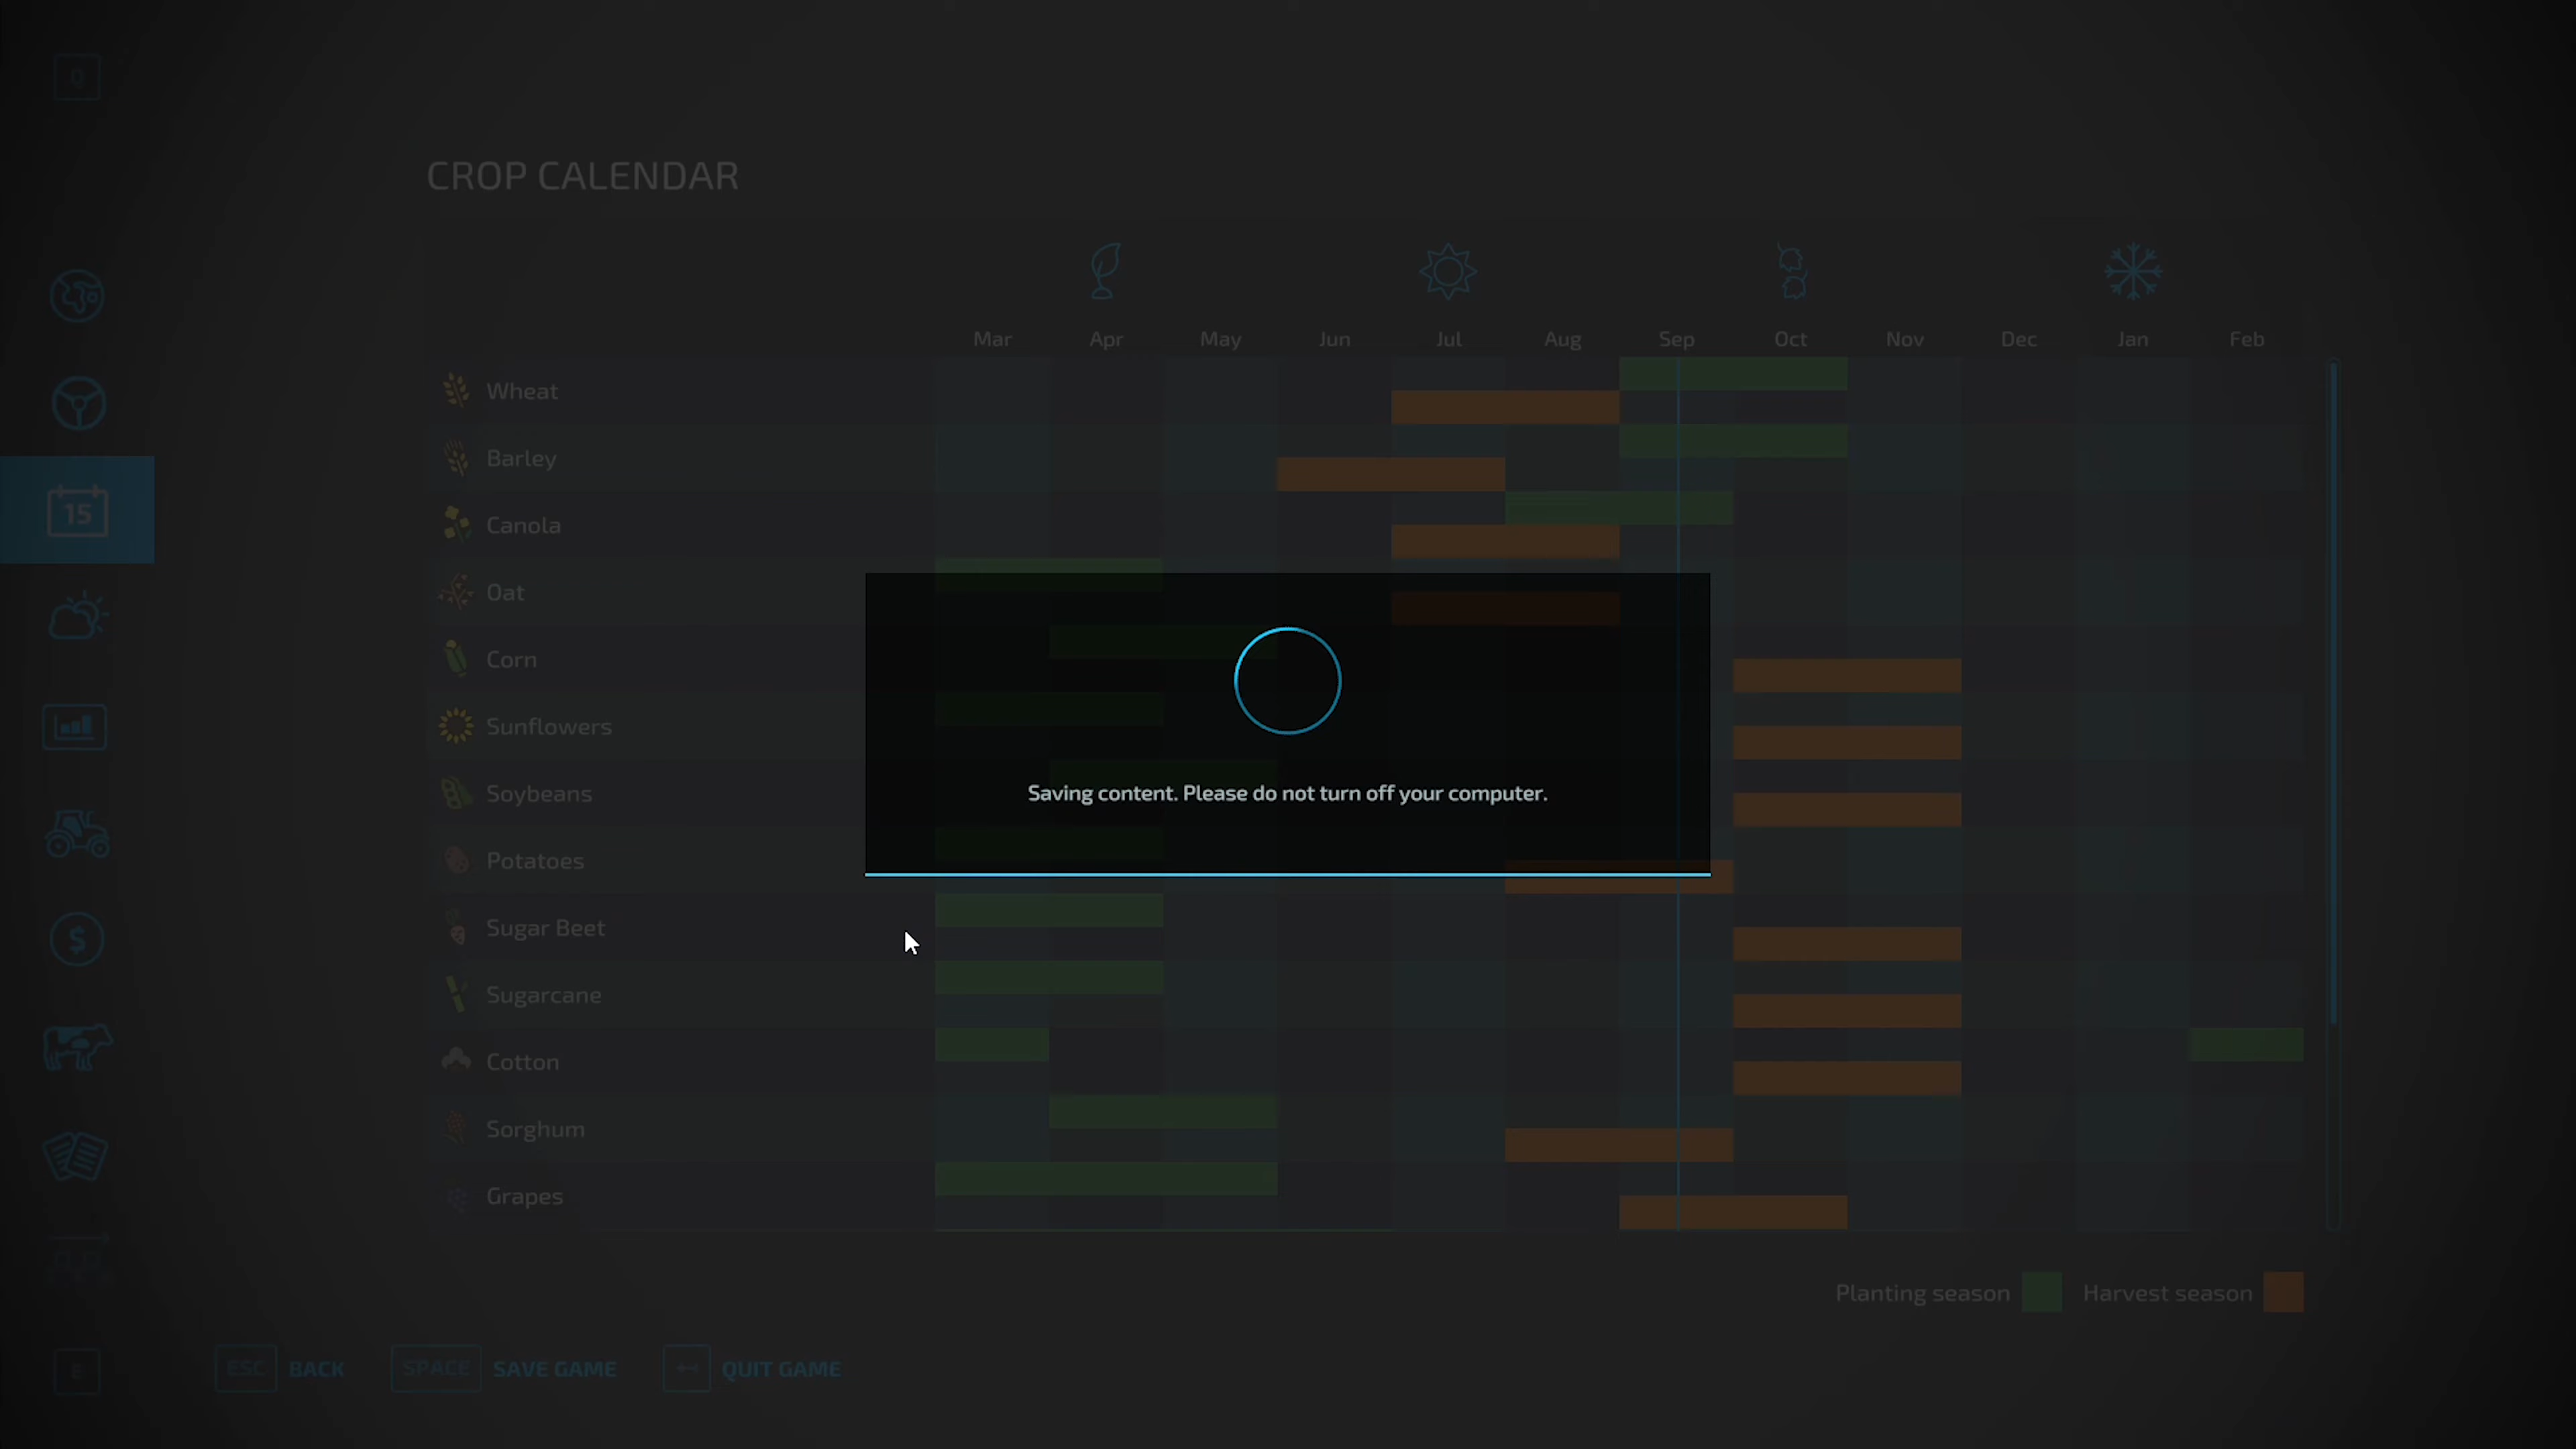 Q
CROP CALENDAR
Mar Apr May Jun Jul Aug Sep Oct Nov Dec Jan Feb
Wheat
Barley
Canola
15
Oat
Corn
Sunflowers
Soybeans
Saving content. Please do not turn off your computer.
Potatoes
Sugar Beet
$
Sugarcane
Cotton
Sorghum
Grapes
Planting season Harvest season
E ESC BACK SPACE SAVE GAME QUIT GAME